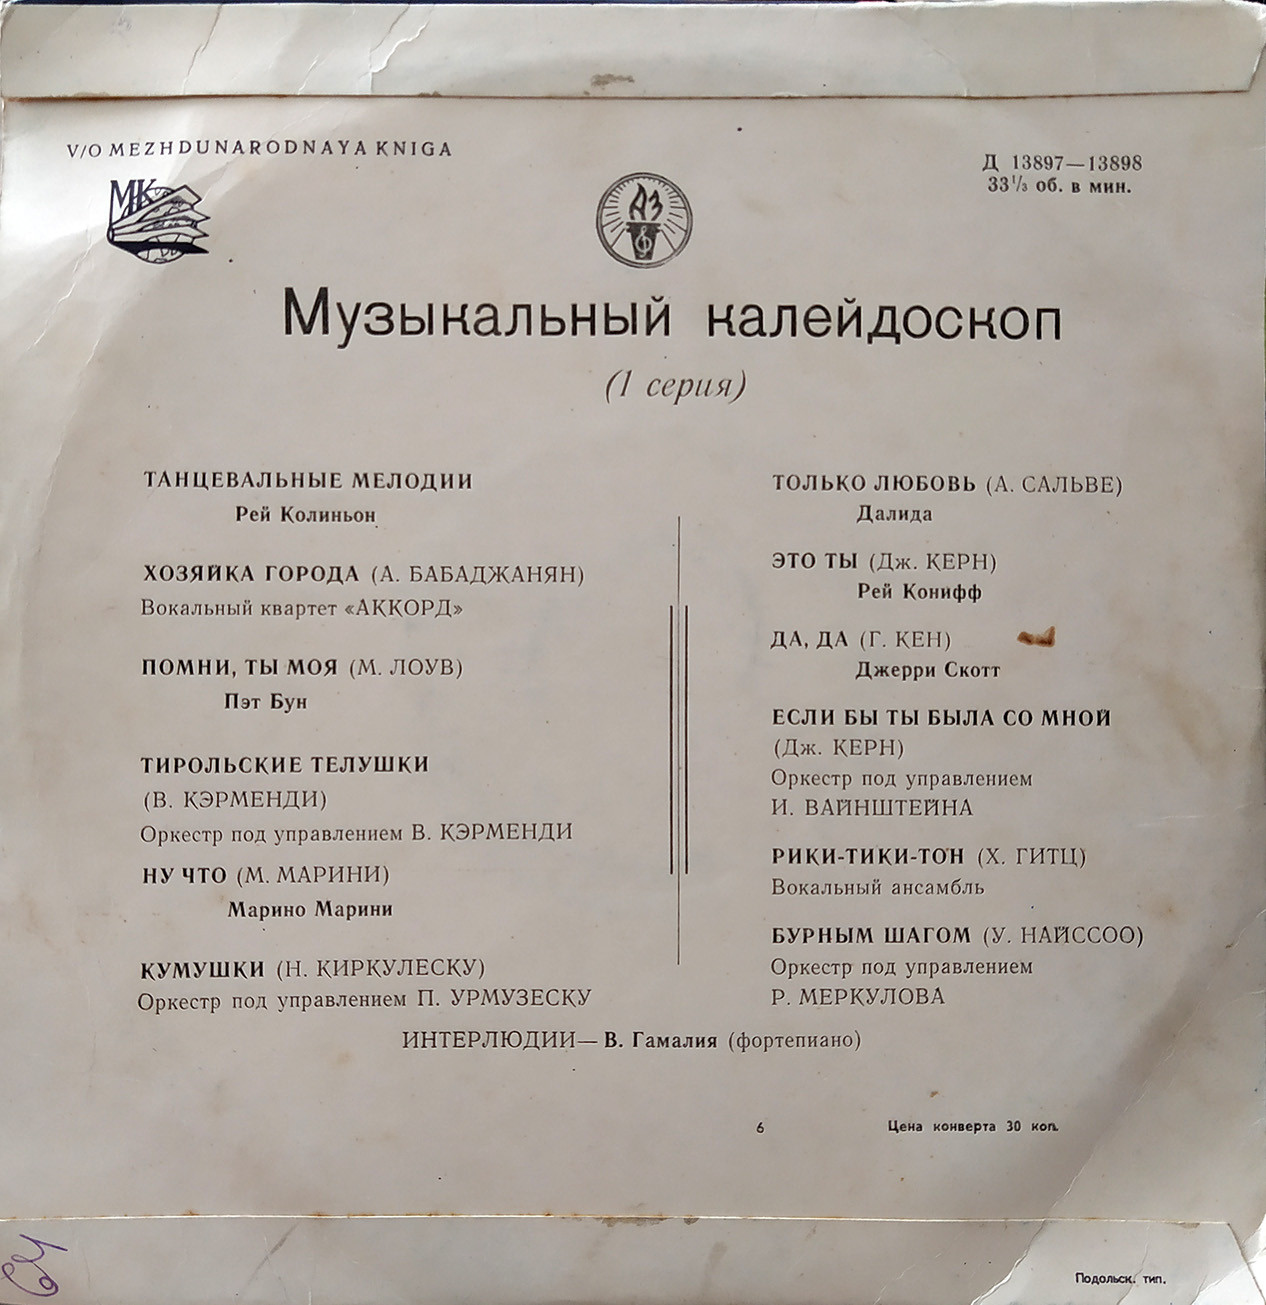 V/O MEZHDUNARODNAYA KNIGA
МК
Д 13897—13898
33 1/3 об. в мин.
АЗ
Музыкальный калейдоскоп
(1 серия)
ТАНЦЕВАЛЬНЫЕ МЕЛОДИИ
Рей Колиньон
ХОЗЯЙКА ГОРОДА (А. БАБАДЖАНЯН)
Вокальный квартет «АККОРД»
ПОМНИ, ТЫ МОЯ (М. ЛОУВ)
Пэт Бун
ТИРОЛЬСКИЕ ТЕЛУШКИ
(В. КЭРМЕНДИ)
Оркестр под управлением В. КЭРМЕНДИ
НУ ЧТО (М. МАРИНИ)
Марино Марини
КУМУШКИ (Н. КИРКУЛЕСКУ)
Оркестр под управлением П. УРМУЗЕСКУ
ТОЛЬКО ЛЮБОВЬ (А. САЛЬВЕ)
Далида
ЭТО ТЫ (Дж. КЕРН)
Рей Конифф
ДА, ДА (Г. КЕН)
Джерри Скотт
ЕСЛИ БЫ ТЫ БЫЛА СО МНОЙ
(Дж. КЕРН)
Оркестр под управлением
И. ВАЙНШТЕЙНА
РИКИ-ТИКИ-ТОН (Х. ГИТЦ)
Вокальный ансамбль
БУРНЫМ ШАГОМ (У. НАЙССОО)
Оркестр под управлением
Р. МЕРКУЛОВА
ИНТЕРЛЮДИИ— В. Гамалия (фортепиано)
6
Цена конверта 30 коп.
Подольск. тип.